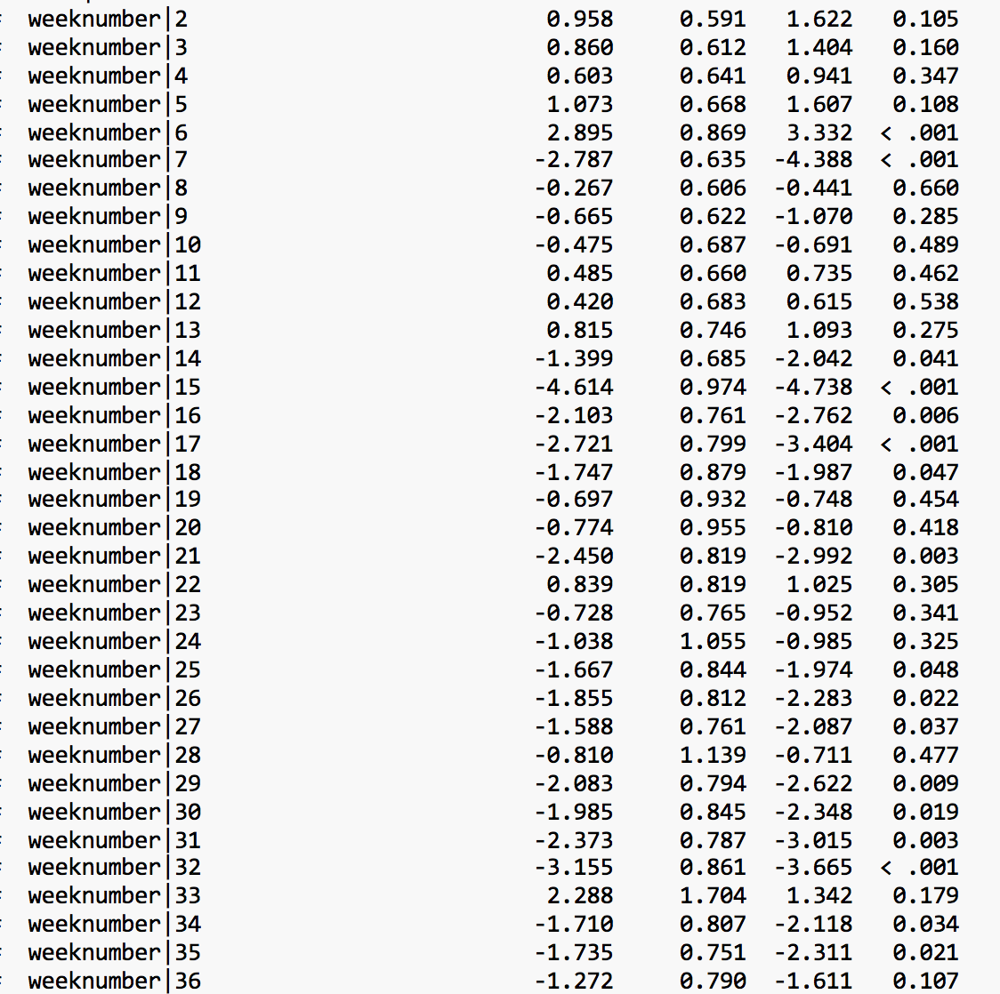 weeknumber|2 0.958 0.591 1.622 0.105
weeknumber|3 0.860 0.612 1.404 0.160
weeknumber|4 0.603 0.641 0.941 0.347
weeknumber|5 1.073 0.668 1.607 0.108
weeknumber|6 2.895 0.869 3.332 < .001
weeknumber|7 -2.787 0.635 -4.388 < .001
weeknumber|8 -0.267 0.606 -0.441 0.660
weeknumber|9 -0.665 0.622 -1.070 0.285
weeknumber|10 -0.475 0.687 -0.691 0.489
weeknumber|11 0.485 0.660 0.735 0.462
weeknumber|12 0.420 0.683 0.615 0.538
weeknumber|13 0.815 0.746 1.093 0.275
weeknumber|14 -1.399 0.685 -2.042 0.041
weeknumber|15 -4.614 0.974 -4.738 < .001
weeknumber|16 -2.103 0.761 -2.762 0.006
weeknumber|17 -2.721 0.799 -3.404 < .001
weeknumber|18 -1.747 0.879 -1.987 0.047
weeknumber|19 -0.697 0.932 -0.748 0.454
weeknumber|20 -0.774 0.955 -0.810 0.418
weeknumber|21 -2.450 0.819 -2.992 0.003
weeknumber|22 0.839 0.819 1.025 0.305
weeknumber|23 -0.728 0.765 -0.952 0.341
weeknumber|24 -1.038 1.055 -0.985 0.325
weeknumber|25 -1.667 0.844 -1.974 0.048
weeknumber|26 -1.855 0.812 -2.283 0.022
weeknumber|27 -1.588 0.761 -2.087 0.037
weeknumber|28 -0.810 1.139 -0.711 0.477
weeknumber|29 -2.083 0.794 -2.622 0.009
weeknumber|30 -1.985 0.845 -2.348 0.019
weeknumber|31 -2.373 0.787 -3.015 0.003
weeknumber|32 -3.155 0.861 -3.665 < .001
weeknumber|33 2.288 1.704 1.342 0.179
weeknumber|34 -1.710 0.807 -2.118 0.034
weeknumber|35 -1.735 0.751 -2.311 0.021
weeknumber|36 -1.272 0.790 -1.611 0.107